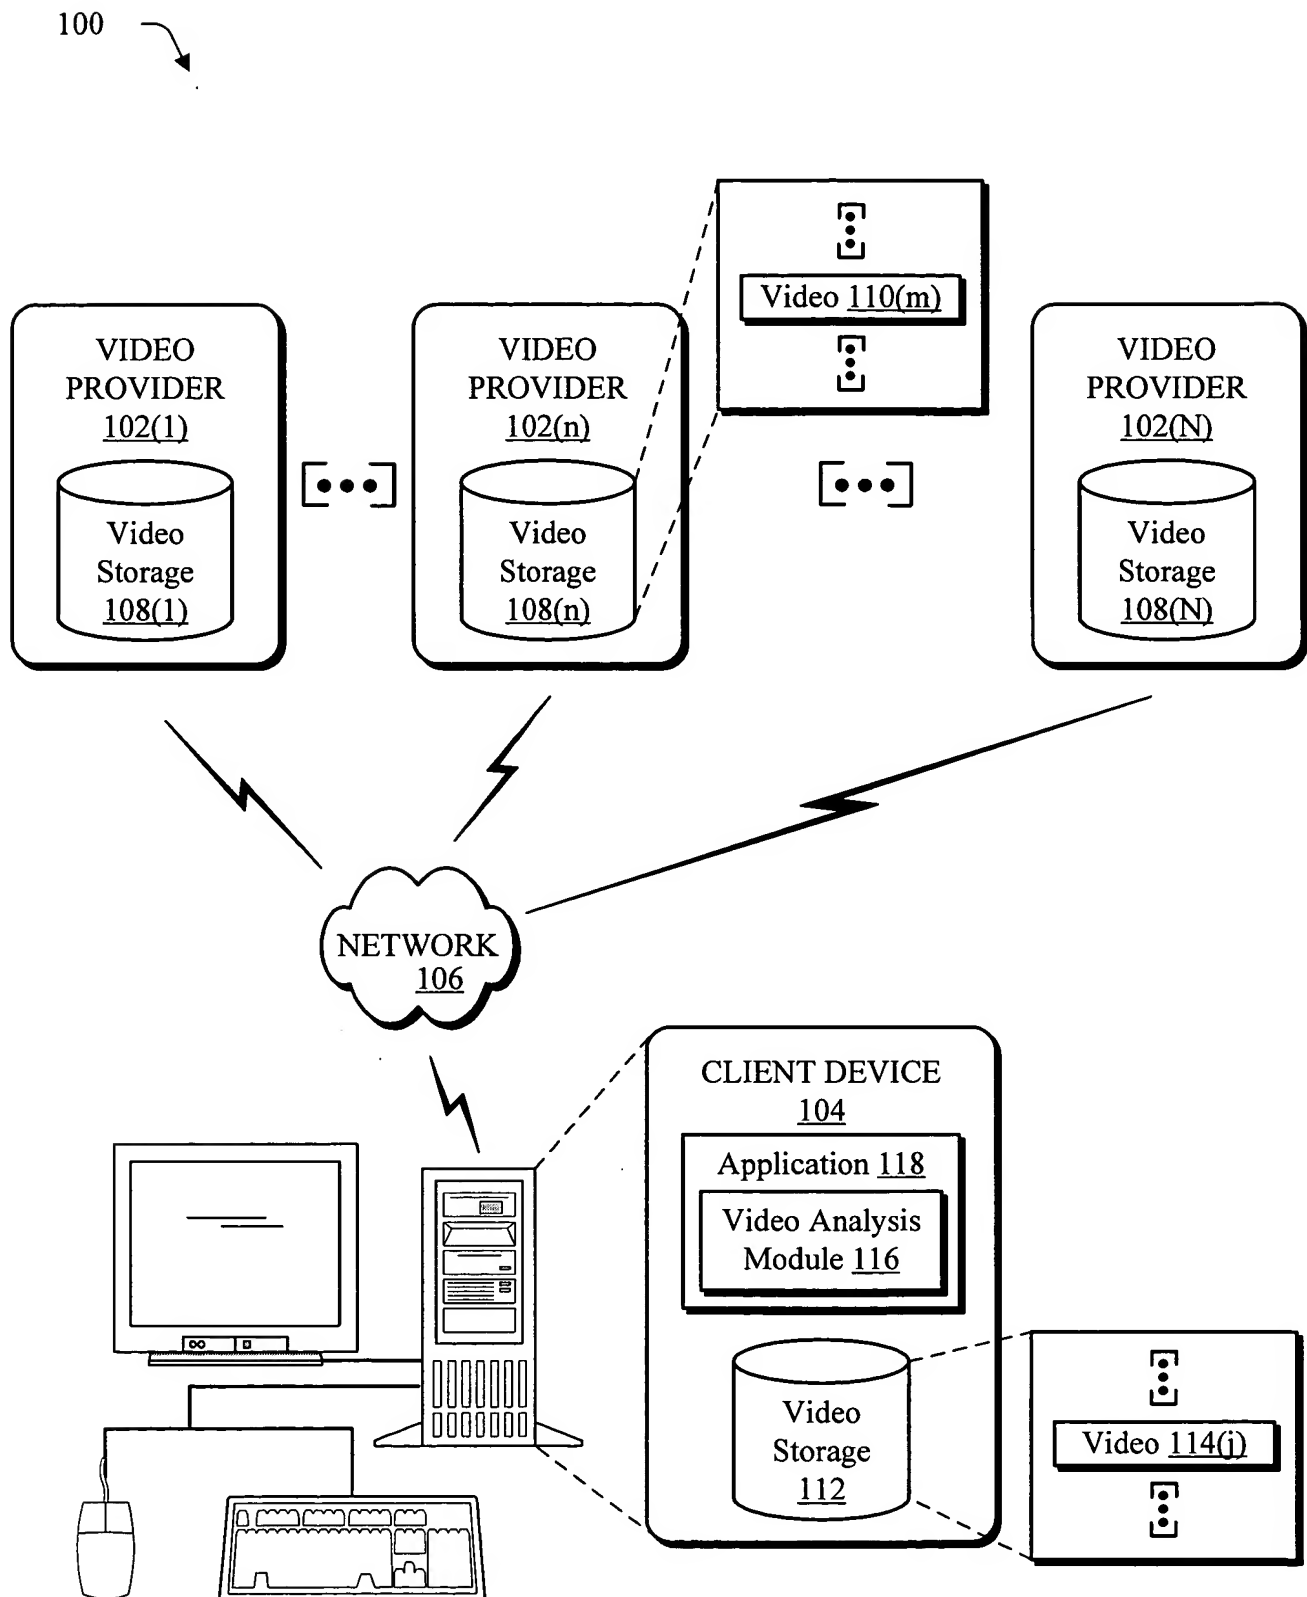 100
Video 110(m)
VIDEO
PROVIDER
102(1)
Video
Storage
108(1)
VIDEO
PROVIDER
102(n)
Video
Storage
108(n)
VIDEO
PROVIDER
102(N)
Video
Storage
108(N)
NETWORK
106
CLIENT DEVICE
104
Application 118
Video Analysis
Module 116
Video
Storage
112
Video 114(j)